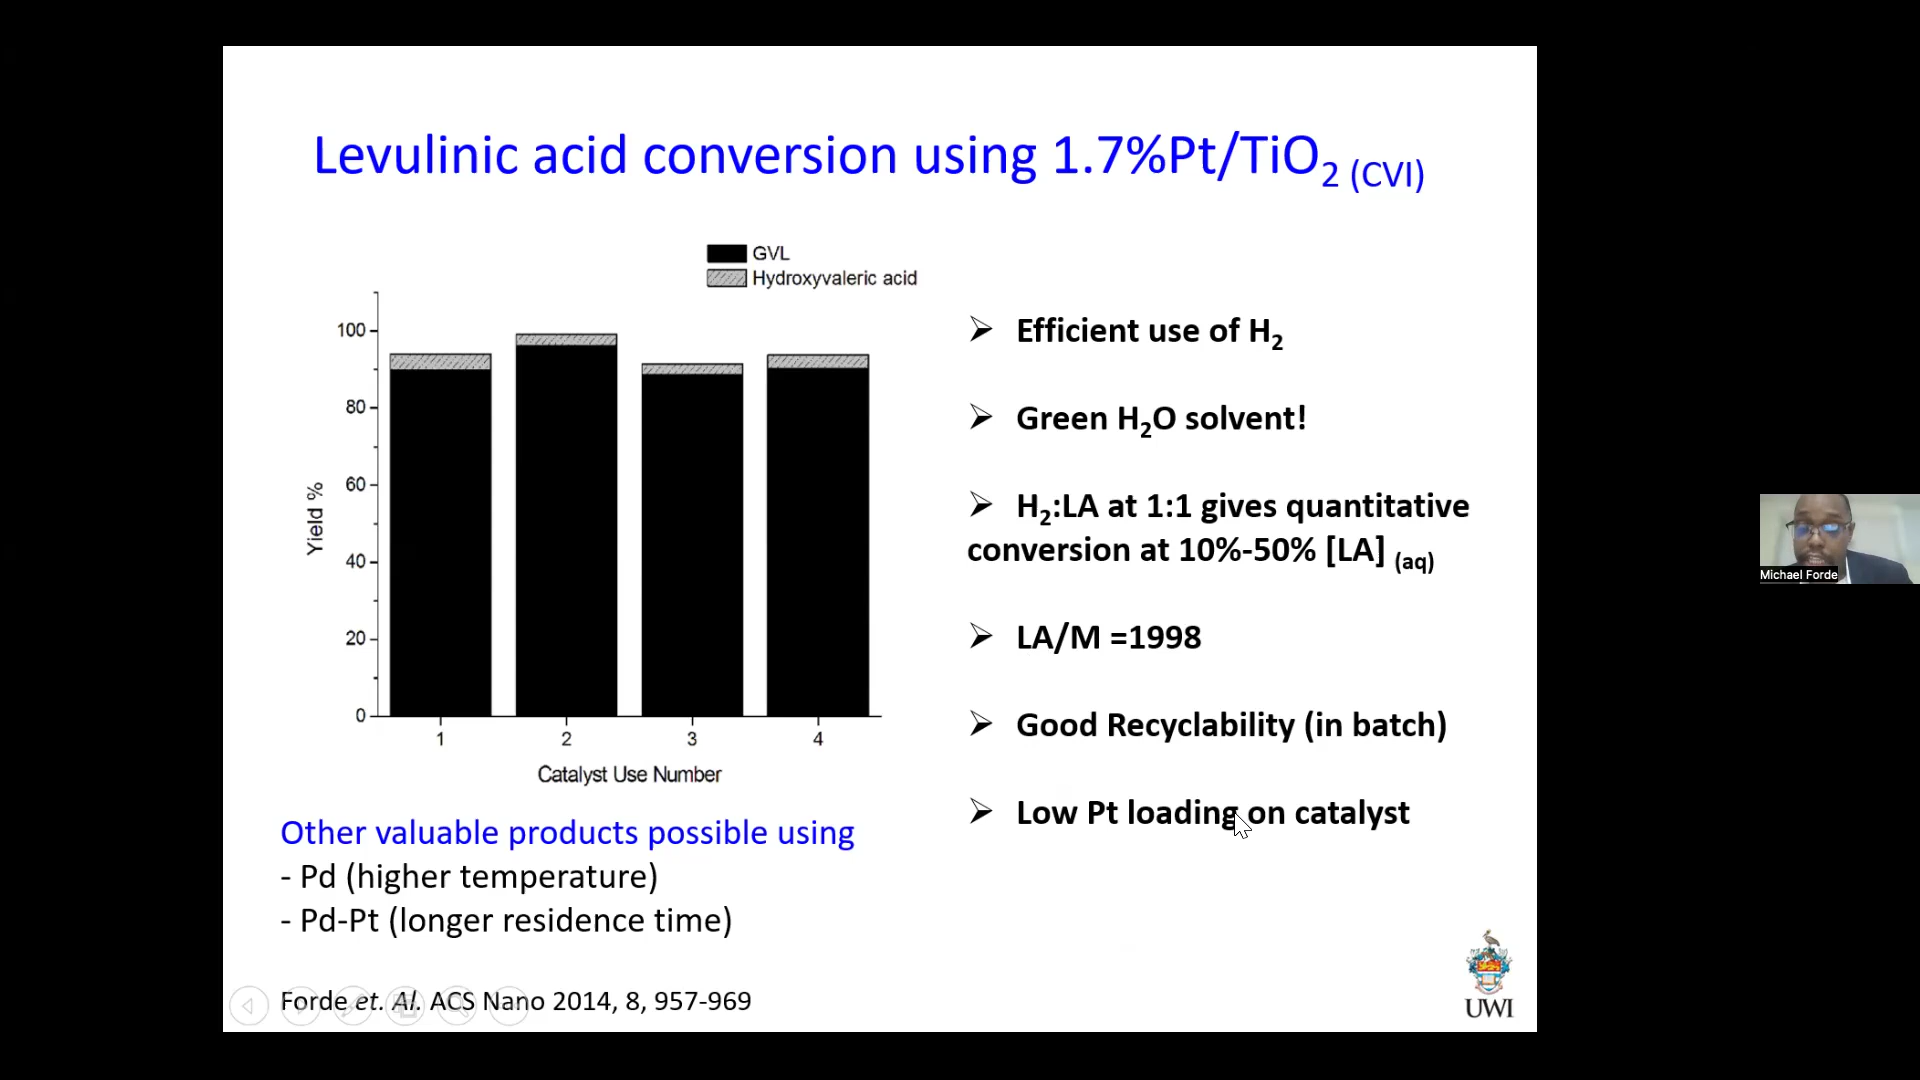 Levulinic acid conversion using 1.7%Pt/TiO₂ (CVI)
GVL
Hydroxyvaleric acid
100
80
60
40
20
0
Yield %
1 2 3 4
Catalyst Use Number
➢ Efficient use of H₂
➢ Green H₂O solvent!
➢ H₂:LA at 1:1 gives quantitative
conversion at 10%-50% [LA] (aq)
➢ LA/M =1998
➢ Good Recyclability (in batch)
➢ Low Pt loading on catalyst
Other valuable products possible using
- Pd (higher temperature)
- Pd-Pt (longer residence time)
Forde et. Al. ACS Nano 2014, 8, 957-969
UWI
Michael Forde